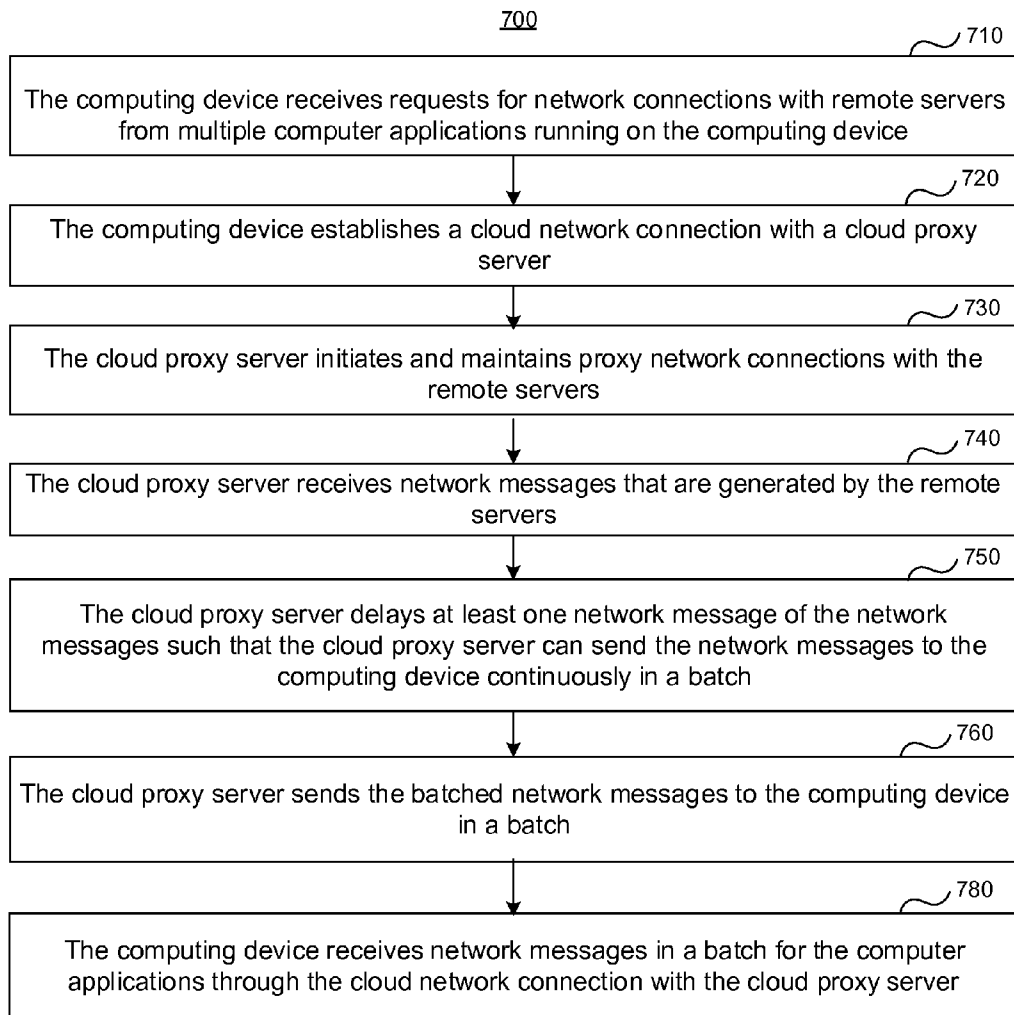 700
710
The computing device receives requests for network connections with remote servers
from multiple computer applications running on the computing device
720
The computing device establishes a cloud network connection with a cloud proxy
server
730
The cloud proxy server initiates and maintains proxy network connections with the
remote servers
740
The cloud proxy server receives network messages that are generated by the remote
servers
750
The cloud proxy server delays at least one network message of the network
messages such that the cloud proxy server can send the network messages to the
computing device continuously in a batch
760
The cloud proxy server sends the batched network messages to the computing device
in a batch
780
The computing device receives network messages in a batch for the computer
applications through the cloud network connection with the cloud proxy server